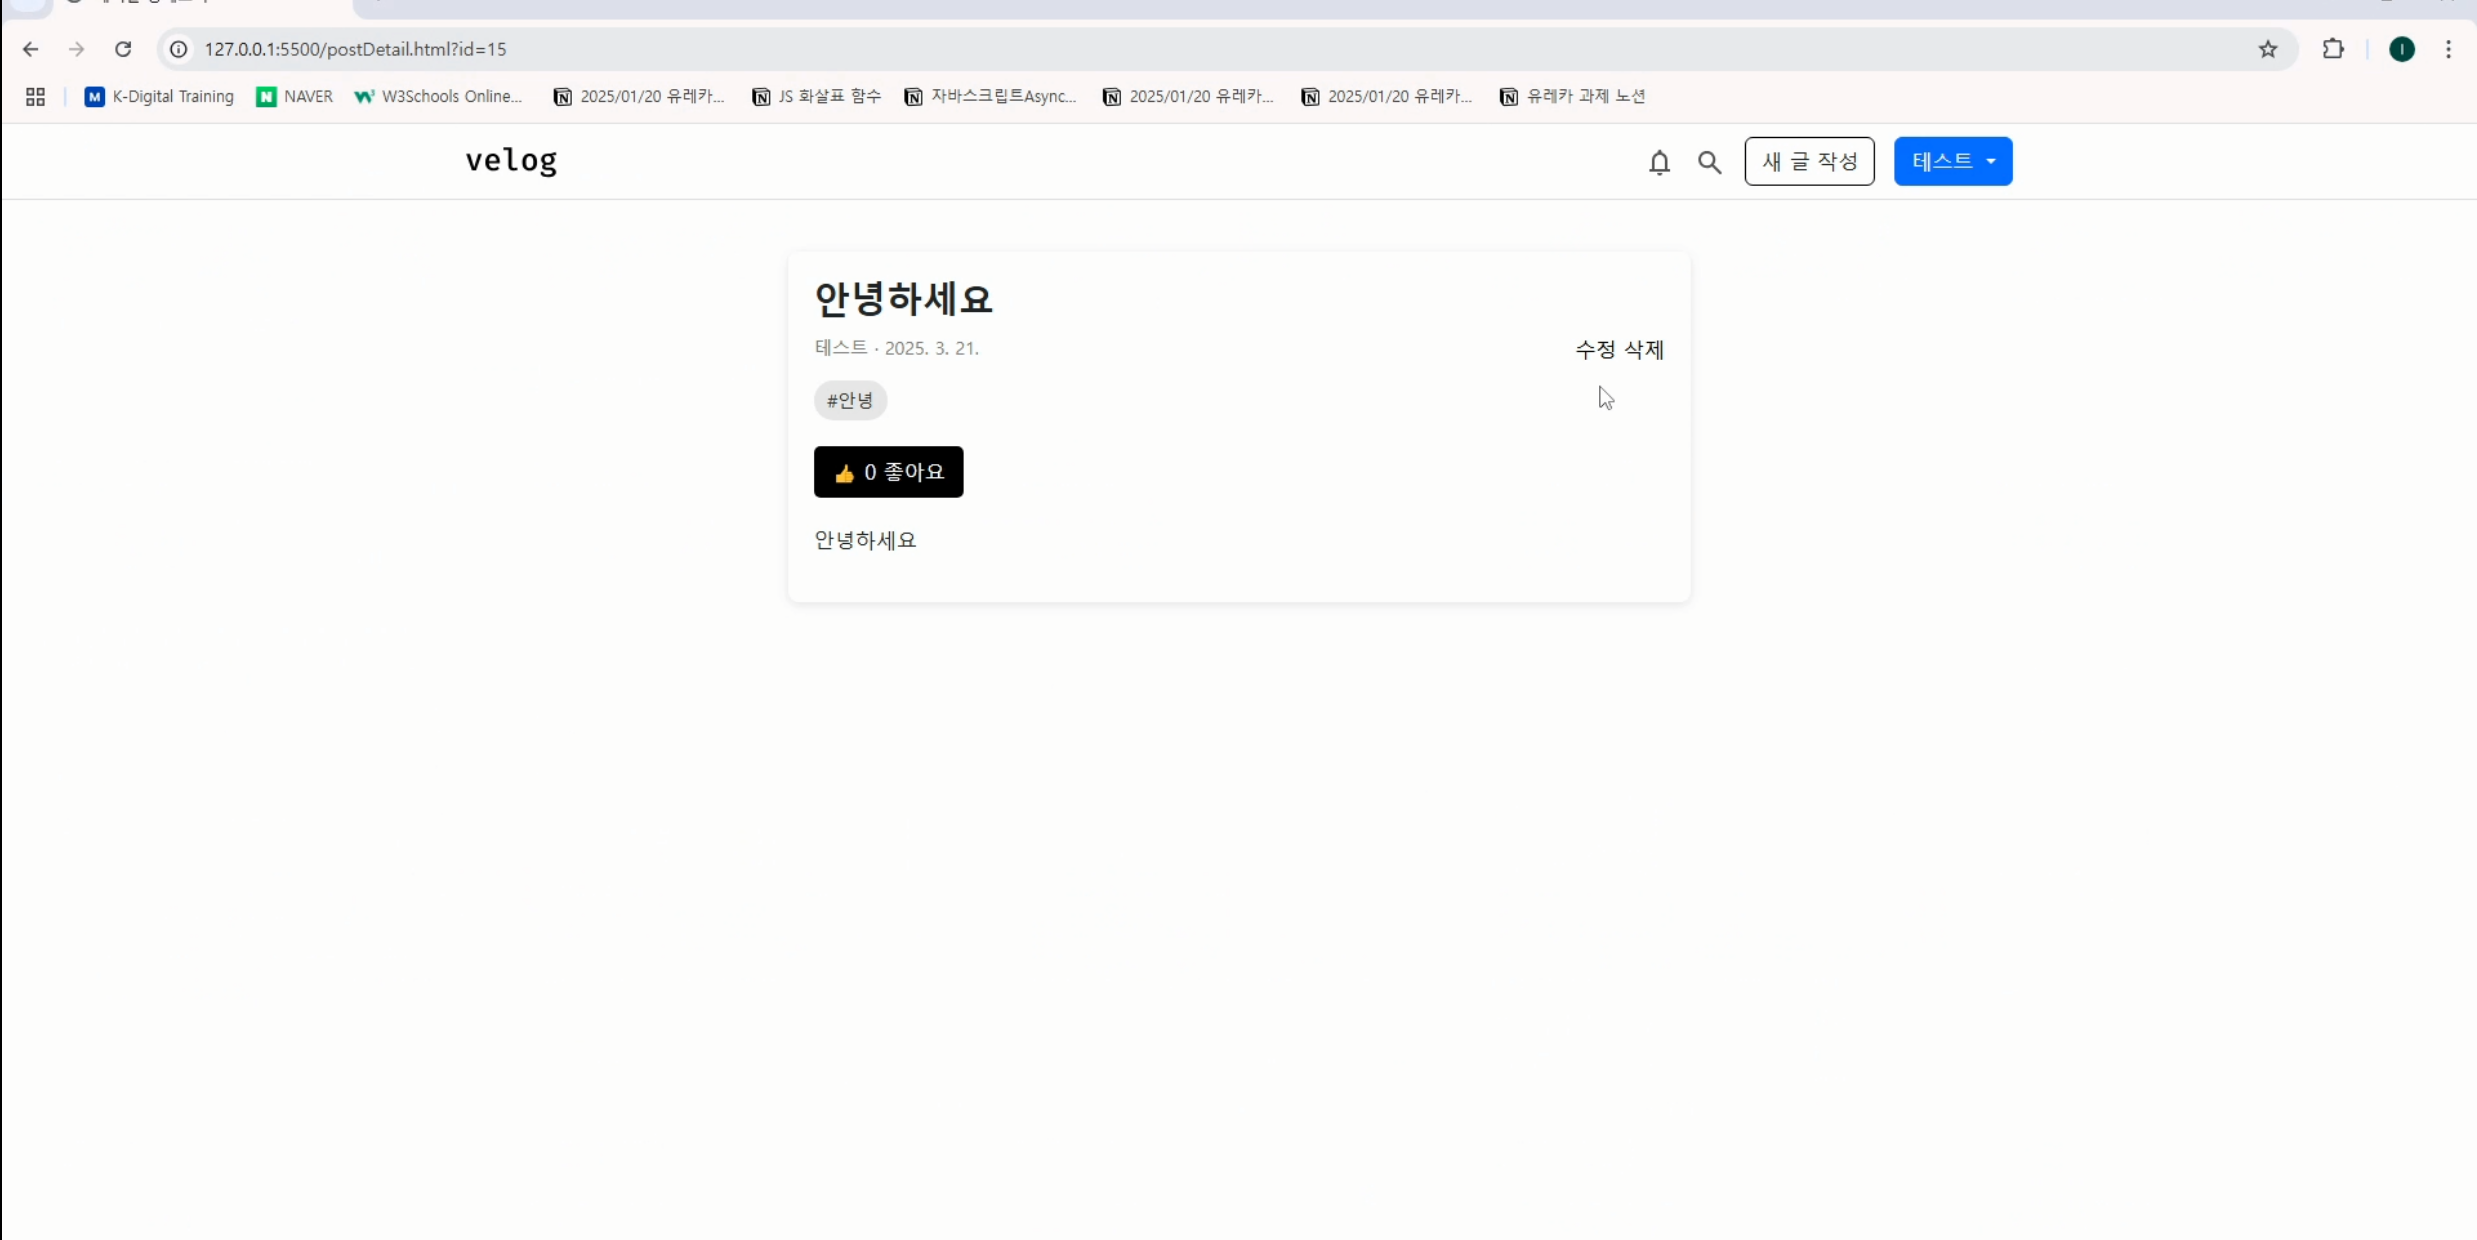 127.0.0.1:5500/postDetail.html?id=15
K-Digital Training NAVER W3Schools Online... 2025/01/20 유레카... JS 화살표 함수 자바스크립트Async... 2025/01/20 유레카... 2025/01/20 유레카... 유레카 과제 노션
velog 새 글 작성 테스트
안녕하세요
테스트 · 2025. 3. 21. 수정 삭제
#안녕
👍 0 좋아요
안녕하세요